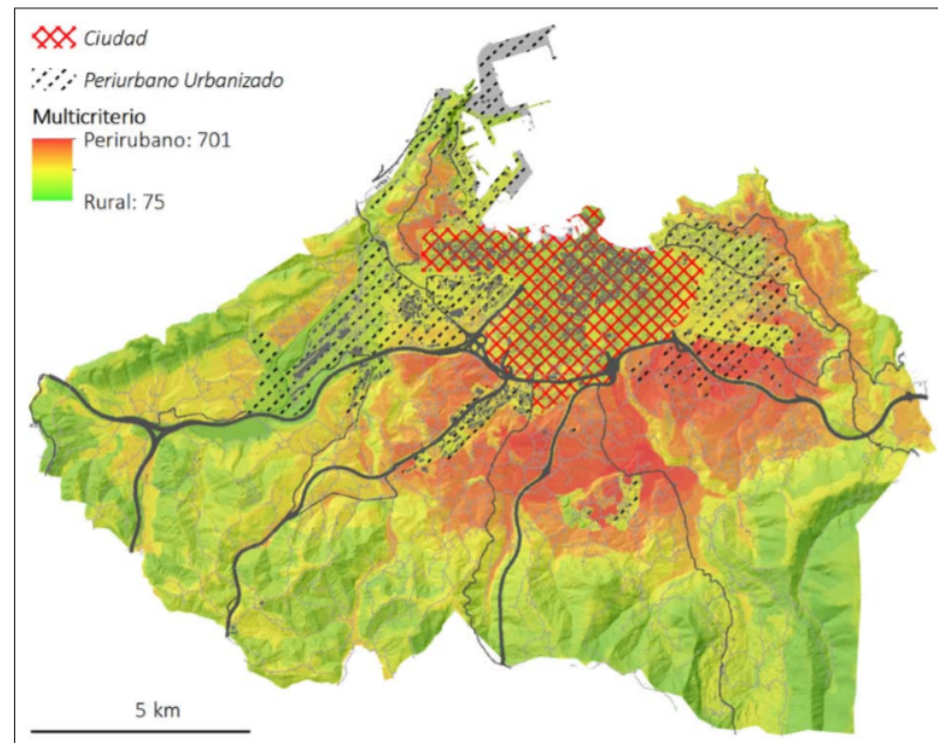 Ciudad
Periurbano Urbanizado
Multicriterio
Perirubano: 701
Rural: 75
5 km